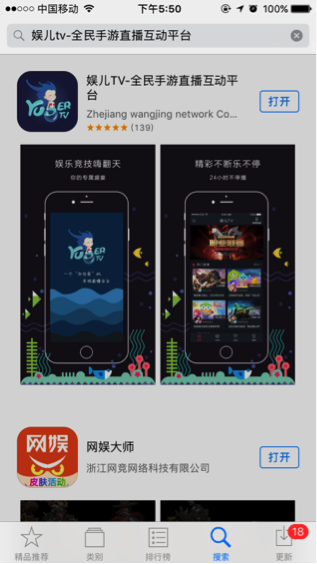 中国移动 下午5:50 100%
娱儿tv-全民手游直播互动平台
娱儿TV-全民手游直播互动平
台
Zhejiang wangjing network Co...
(139)
打开
YUBER
TV
娱乐竞技嗨翻天
你的专属盛宴
YUBER
TV
精彩不断乐不停
24小时不停播
网娱
皮肤活动
网娱大师
浙江网竞网络科技有限公司
打开
精品推荐 类别 排行榜 搜索 更新
18